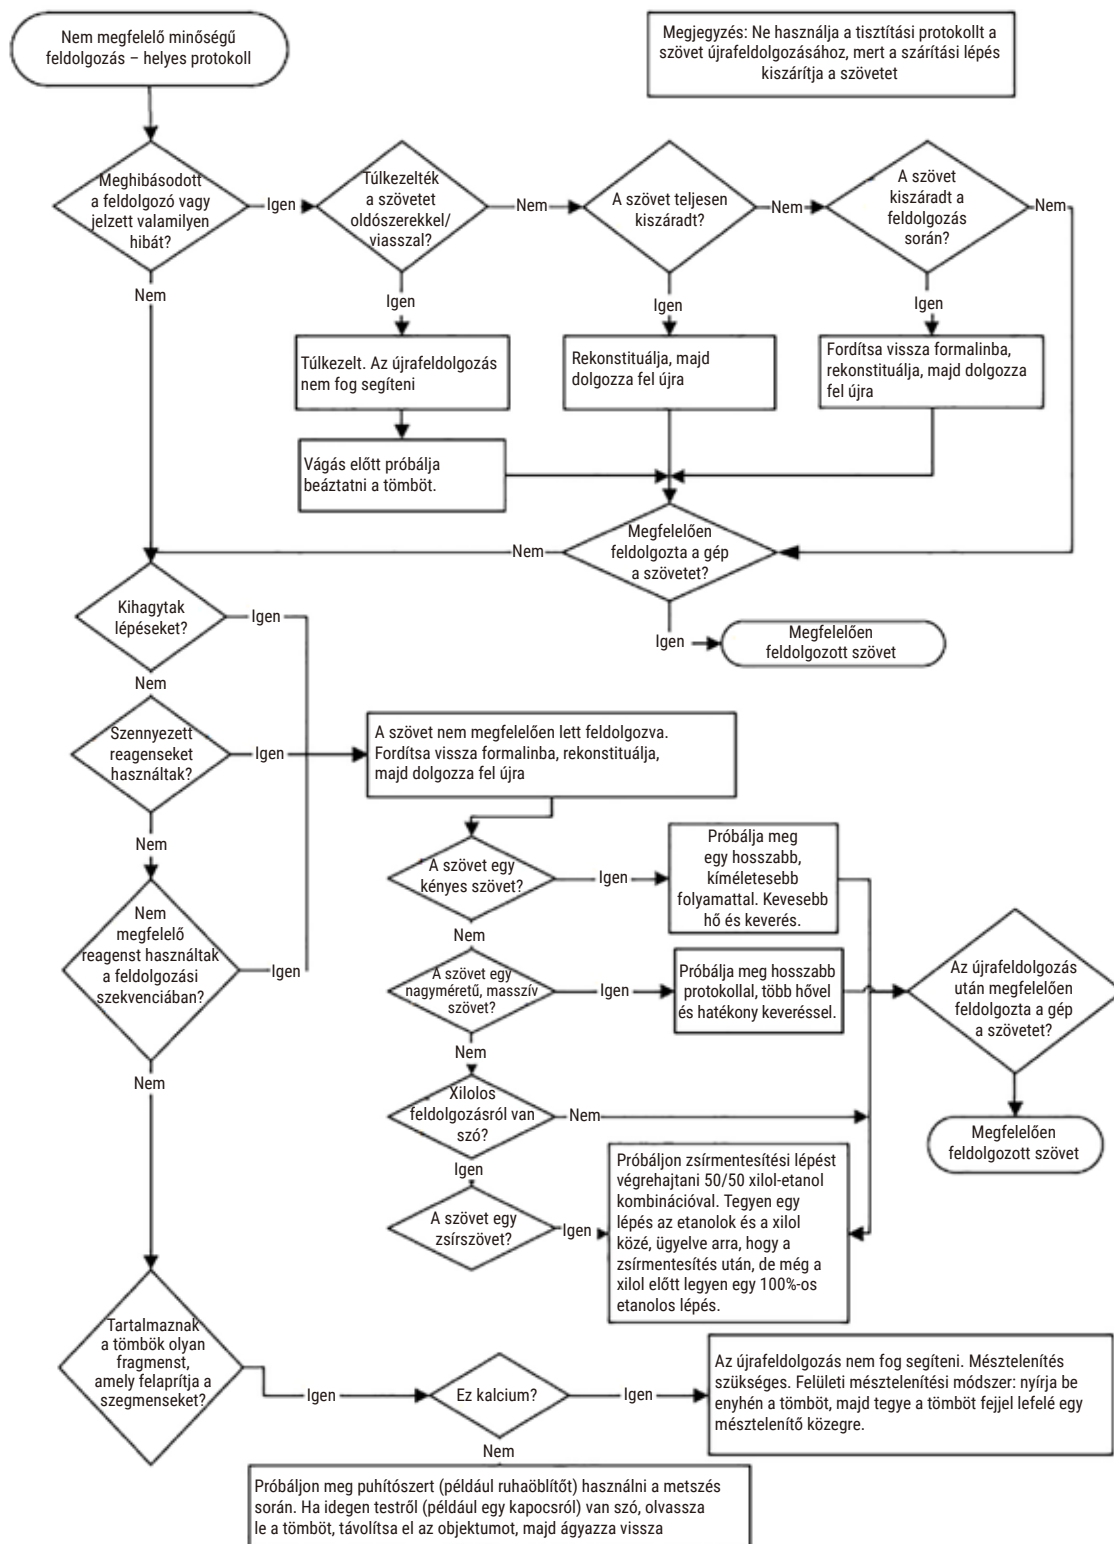 Nem megfelelő minőségű
feldolgozás – helyes protokoll
Megjegyzés: Ne használja a tisztítási protokollt a
szövet újrafeldolgozásához, mert a szárítási lépés
kiszárítja a szövetet
Meghibásodott
a feldolgozó vagy
jelzett valamilyen
hibát?
Igen
Túlkezelték
a szövetet
oldószerekkel/
viasszal?
Nem
A szövet teljesen
kiszáradt?
Nem
A szövet
kiszáradt a
feldolgozás
során?
Nem
Nem
Igen
Igen
Igen
Túlkezelt. Az újrafeldolgozás
nem fog segíteni
Rekonstituálja, majd
dolgozza fel újra
Fordítsa vissza formalinba,
rekonstituálja, majd dolgozza
fel újra
Vágás előtt próbálja
beáztatni a tömböt.
Nem
Megfelelően
feldolgozta a gép
a szövetet?
Igen
Megfelelően
feldolgozott szövet
Kihagytak
lépéseket?
Igen
Nem
Szennyezett
reagenseket
használtak?
Igen
A szövet nem megfelelően lett feldolgozva.
Fordítsa vissza formalinba, rekonstituálja,
majd dolgozza fel újra
Nem
Nem
megfelelő
reagenst használtak
a feldolgozási
szekvenciában?
Igen
A szövet egy
kényes szövet?
Igen
Próbálja meg
egy hosszabb,
kíméletesebb
folyamattal. Kevesebb
hő és keverés.
Nem
A szövet egy
nagyméretű, masszív
szövet?
Igen
Próbálja meg hosszabb
protokollal, több hővel
és hatékony keveréssel.
Az újrafeldolgozás
után megfelelően
feldolgozta a gép
a szövetet?
Nem
Nem
Xilolos
feldolgozásról van
szó?
Nem
Megfelelően
feldolgozott szövet
Igen
A szövet egy
zsírszövet?
Igen
Próbáljon zsírmentesítési lépést
végrehajtani 50/50 xilol-etanol
kombinációval. Tegyen egy
lépés az etanolok és a xilol
közé, ügyelve arra, hogy a
zsírmentesítés után, de még a
xilol előtt legyen egy 100%-os
etanolos lépés.
Tartalmaznak
a tömbök olyan
fragmenst,
amely felaprítja a
szegmenseket?
Igen
Ez kalcium?
Igen
Az újrafeldolgozás nem fog segíteni. Mésztelenítés
szükséges. Felületi mésztelenítési módszer: nyírja be
enyhén a tömböt, majd tegye a tömböt fejjel lefelé egy
mésztelenítő közegre.
Nem
Próbáljon meg puhítószert (például ruhaöblítőt) használni a metszés
során. Ha idegen testről (például egy kapocsról) van szó, olvassza
le a tömböt, távolítsa el az objektumot, majd ágyazza vissza